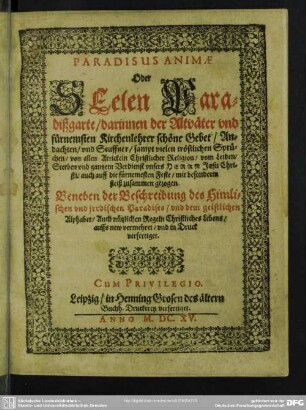 PARADISUS ANIMÆ
Oder
SEelen Para-
dißgarte/darinnen der Altväter vnd
fürnemsten Kirchenlehrer schöne Gebet/ An-
dachten/vnd Seufftzer/ sampt vielen tröstlichen Sprü-
chen/von allen Artickeln Christlicher Religion/ vom Leiden/
Sterben vnd gantzen Verdienst vnsers HERRN Jesu Chri-
sti: auch auff die fürnemesten Feste/ mit besonderm
fleiß zusammen gezogen.
Beneben der Beschreibung des Himli-
schen vnd jrrdischen Paradises/ vnd dem geistlichen
Alphabet/ Auch nützlichen Regeln Christliches Lebens/
auffs new vermehret/ vnd in Druck
verfertiget.
CUM PRIVILEGIO.
Leipzig/ in Henning Grosen des ältern
Buchh. Druckerey verfertiget.
ANNO M. DC. XV.